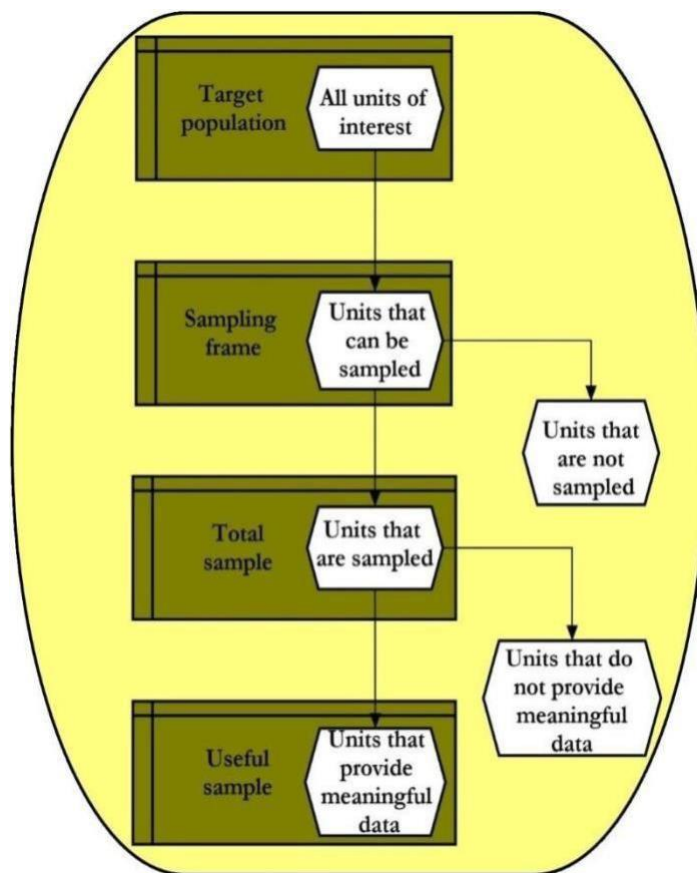 Target
population
All units of
interest
Sampling
frame
Units that
can be
sampled
Units that
are not
sampled
Total
sample
Units that
are sampled
Units that do
not provide
meaningful
data
Useful
sample
Units that
provide
meaningful
data